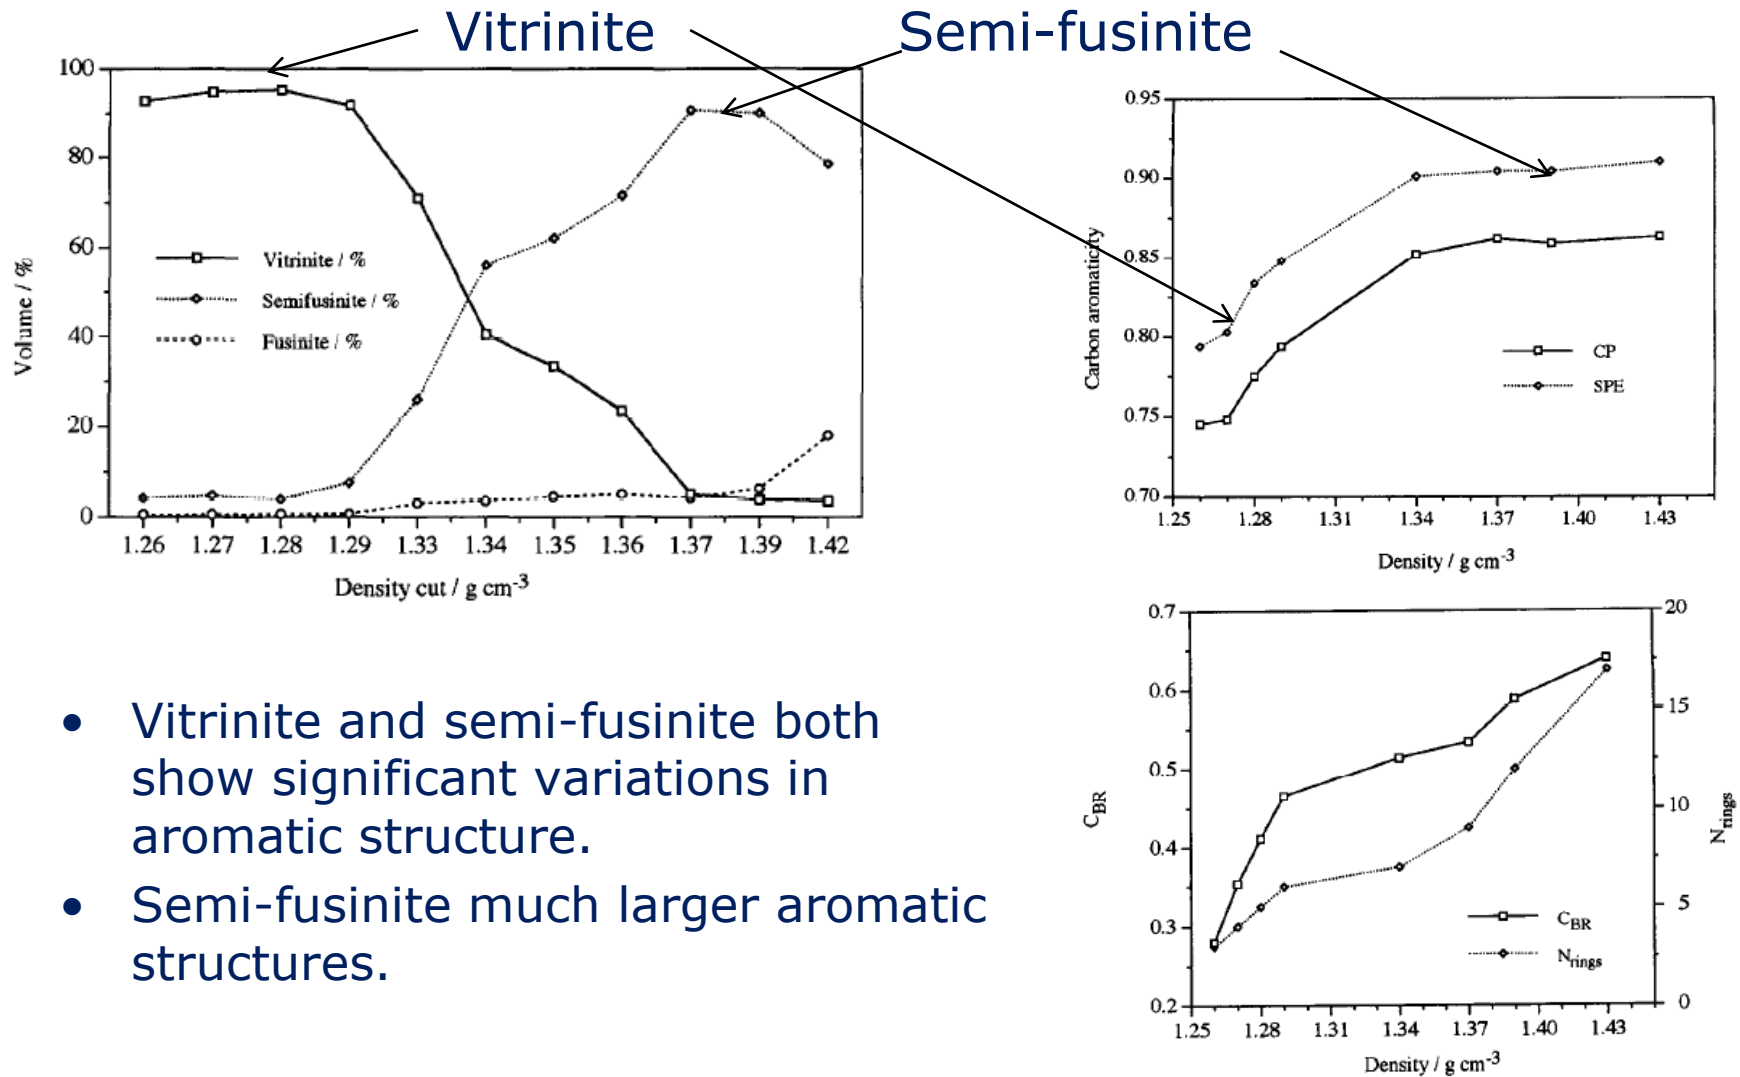 Vitrinite
Semi-fusinite
100
80
60
40
20
0
Volume / %
Vitrinite / %
Semifusinite / %
Fusinite / %
1.26 1.27 1.28 1.29 1.33 1.34 1.35 1.36 1.37 1.39 1.42
Density cut / g cm-3
0.95
0.90
0.85
0.80
0.75
0.70
Carbon aromaticity
CP
SPE
1.25 1.28 1.31 1.34 1.37 1.40 1.43
Density / g cm-3
• Vitrinite and semi-fusinite both
show significant variations in
aromatic structure.
• Semi-fusinite much larger aromatic
structures.
0.7
0.6
0.5
0.4
0.3
0.2
CBR
20
15
10
5
0
Nrings
CBR
Nrings
1.25 1.28 1.31 1.34 1.37 1.40 1.43
Density / g cm-3